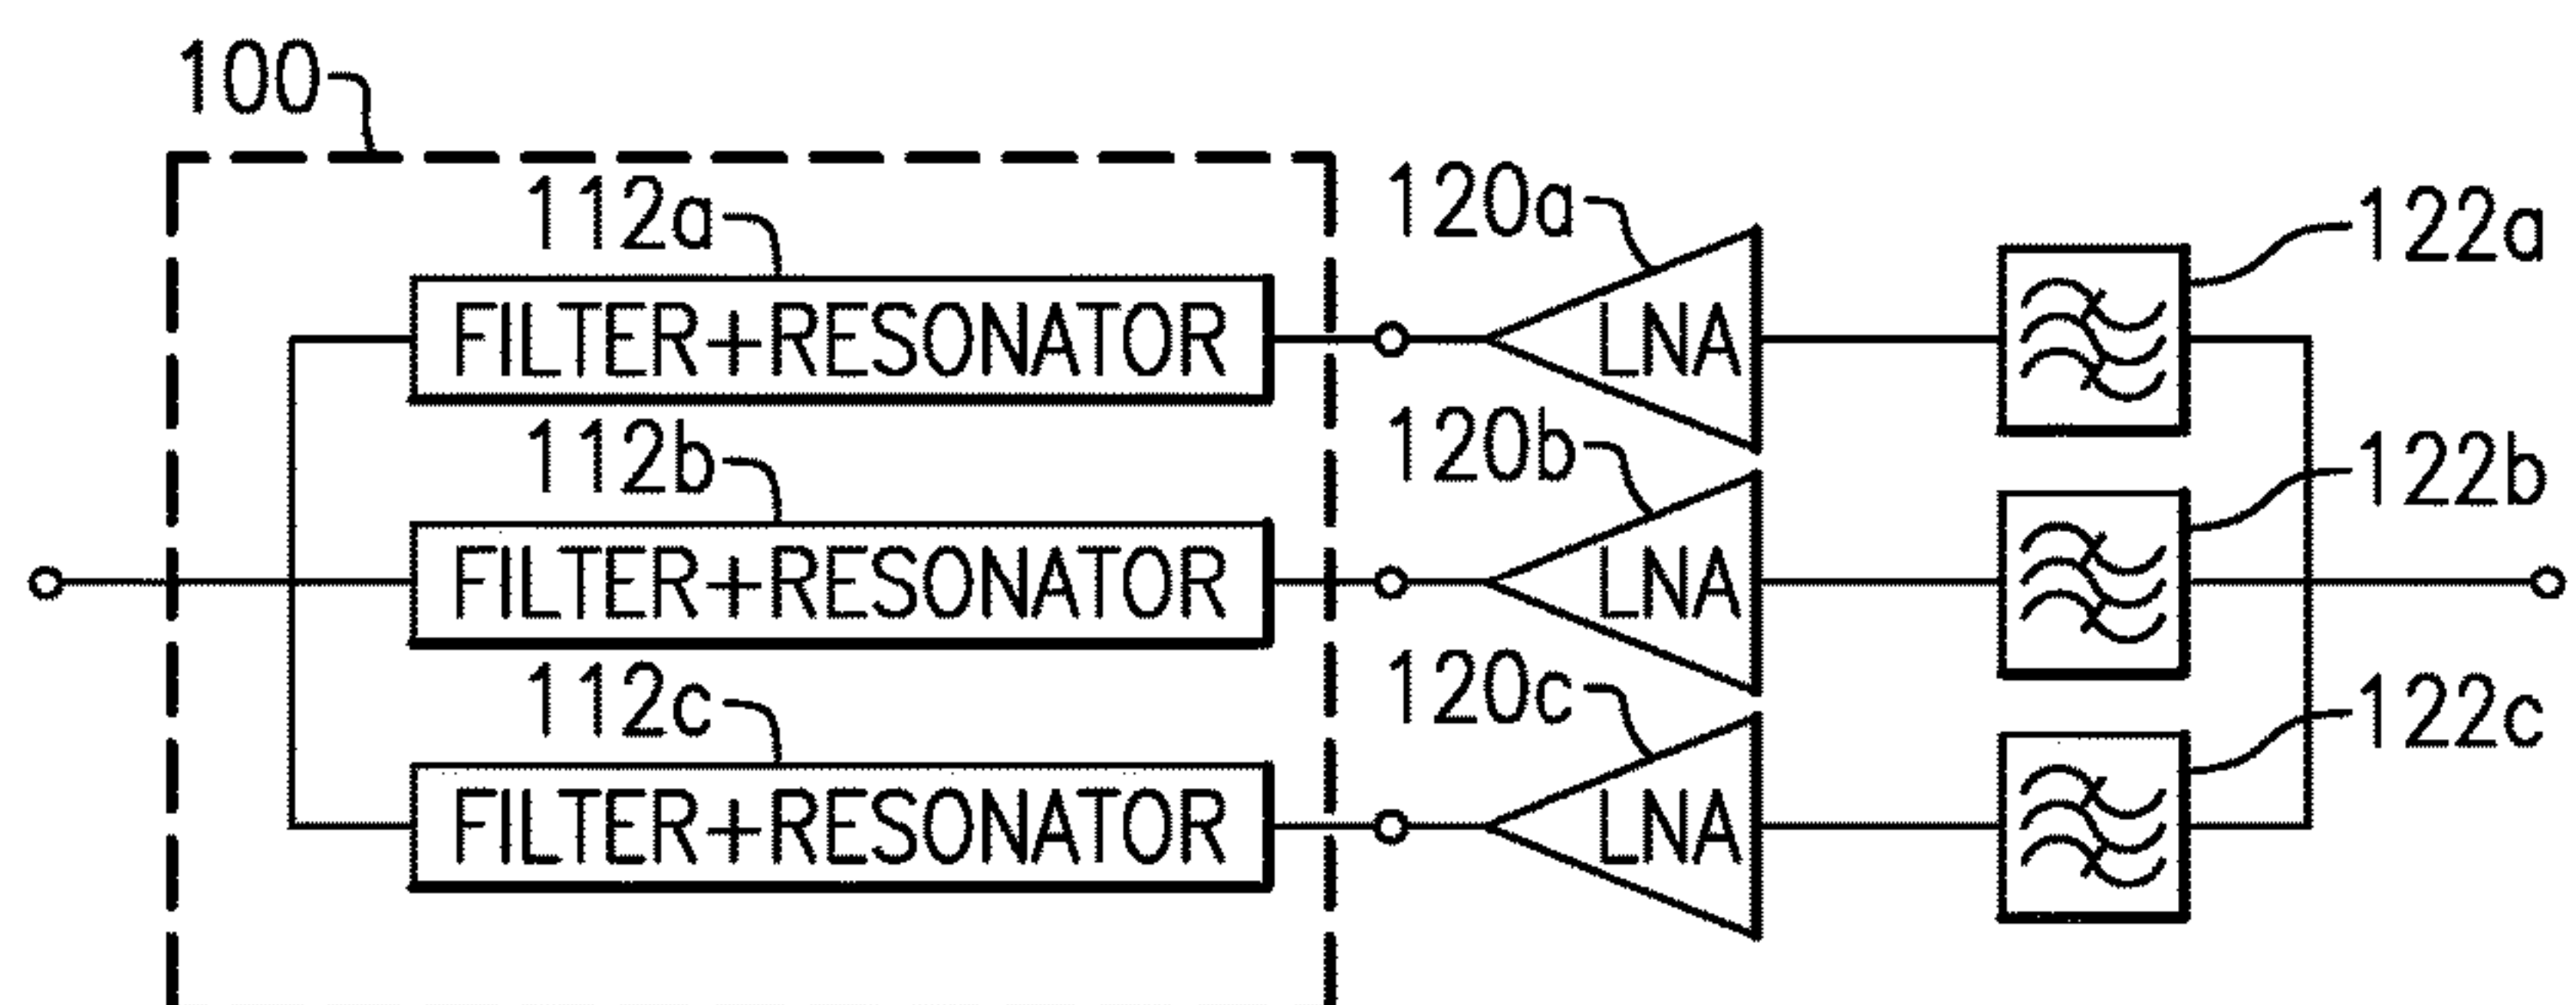 100
112a
120a
122a
FILTER+RESONATOR
LNA
112b
120b
122b
FILTER+RESONATOR
LNA
112c
120c
122c
FILTER+RESONATOR
LNA